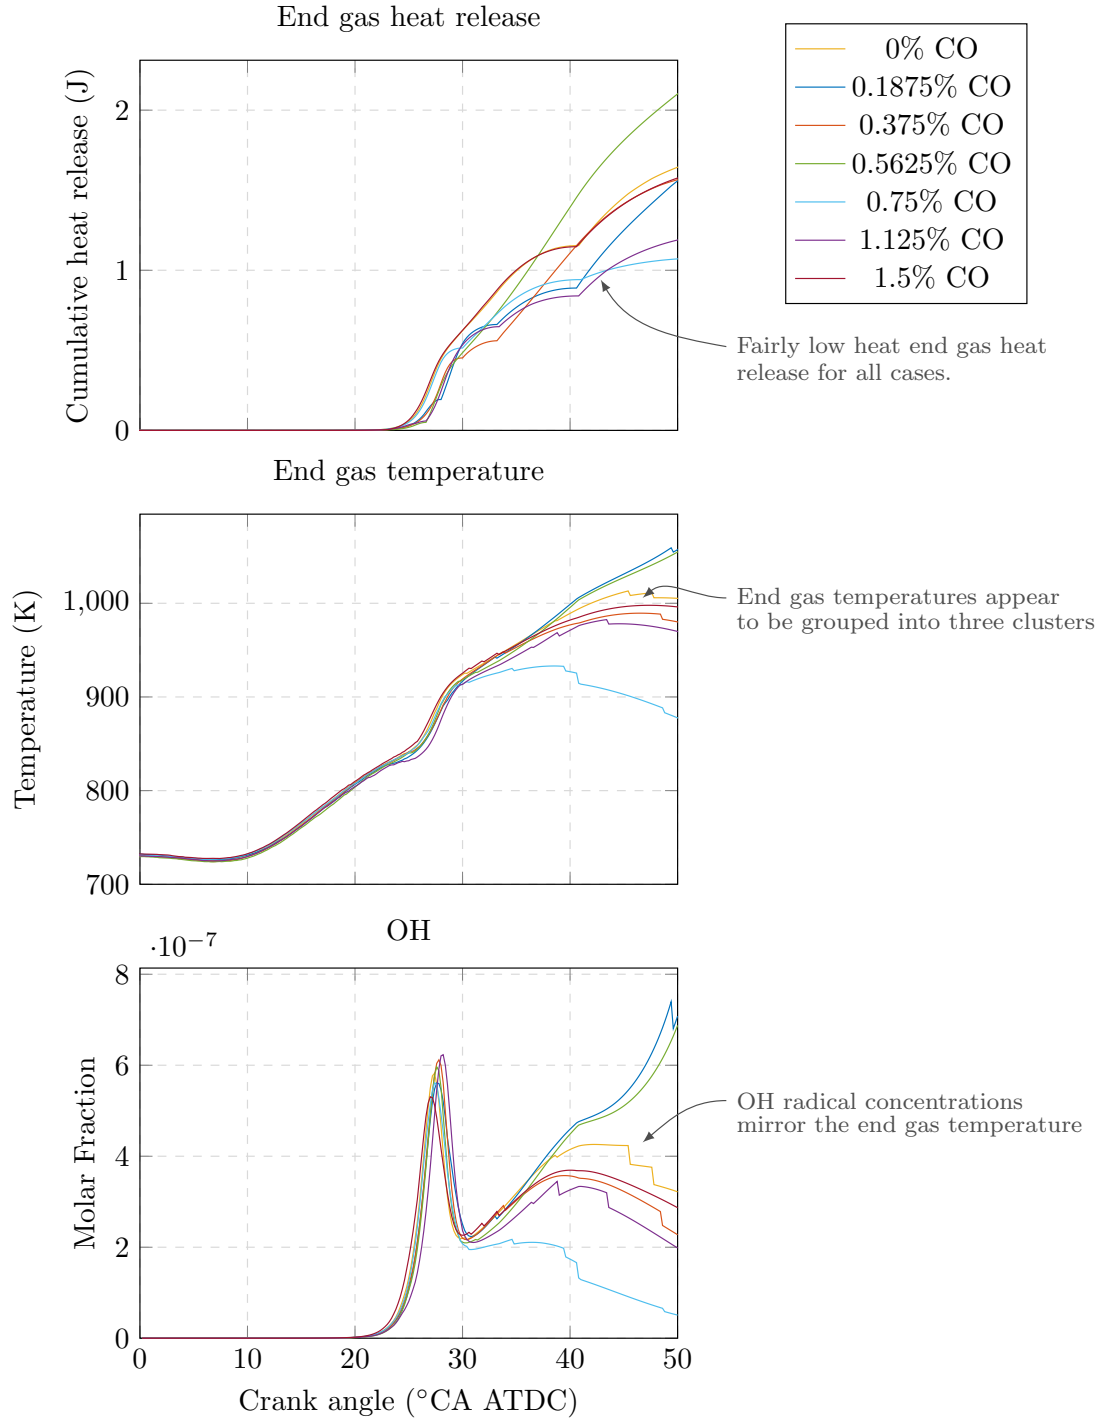 End gas heat release
0% CO
0.1875% CO
0.375% CO
0.5625% CO
0.75% CO
1.125% CO
1.5% CO
Cumulative heat release (J)
2
1
0
Fairly low heat end gas heat
release for all cases.
End gas temperature
Temperature (K)
1,000
900
800
700
End gas temperatures appear
to be grouped into three clusters
OH
·10⁻⁷
Molar Fraction
8
6
4
2
0
OH radical concentrations
mirror the end gas temperature
0 10 20 30 40 50
Crank angle (°CA ATDC)